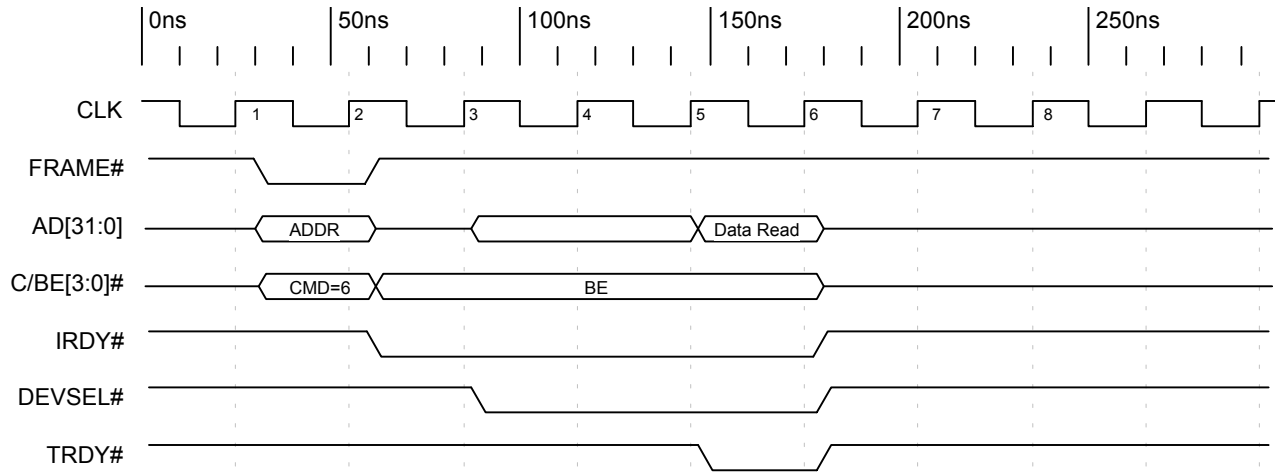 0ns 50ns 100ns 150ns 200ns 250ns
CLK 1 2 3 4 5 6 7 8
FRAME#
AD[31:0] ADDR Data Read
C/BE[3:0]# CMD=6 BE
IRDY#
DEVSEL#
TRDY#